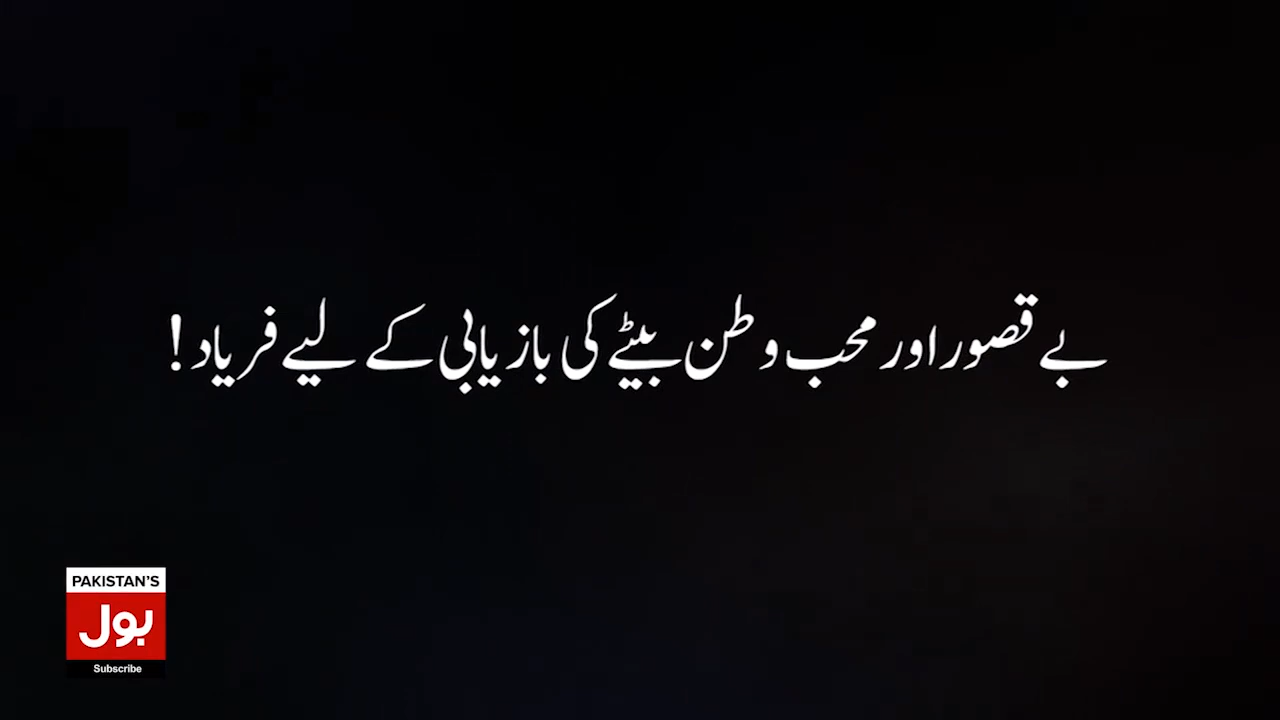 بے قصور اور محب وطن بیٹے کی بازیابی کے لیے فریاد!
PAKISTAN'S
بول
Subscribe